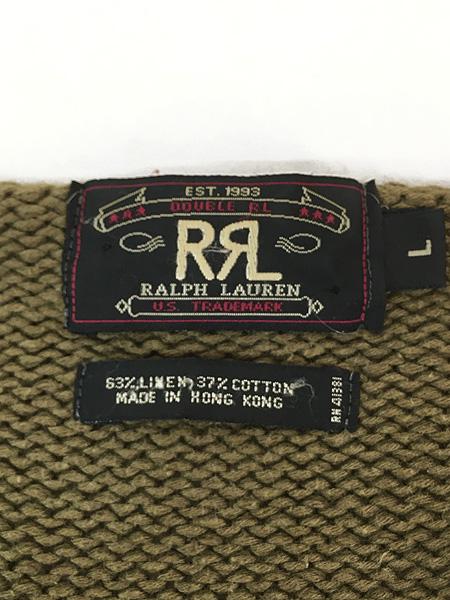 EST. 1993
DOUBLE RL
RRL
RALPH LAUREN
U.S. TRADEMARK
L
63% LINEN, 37% COTTON
MADE IN HONG KONG
RN 41381